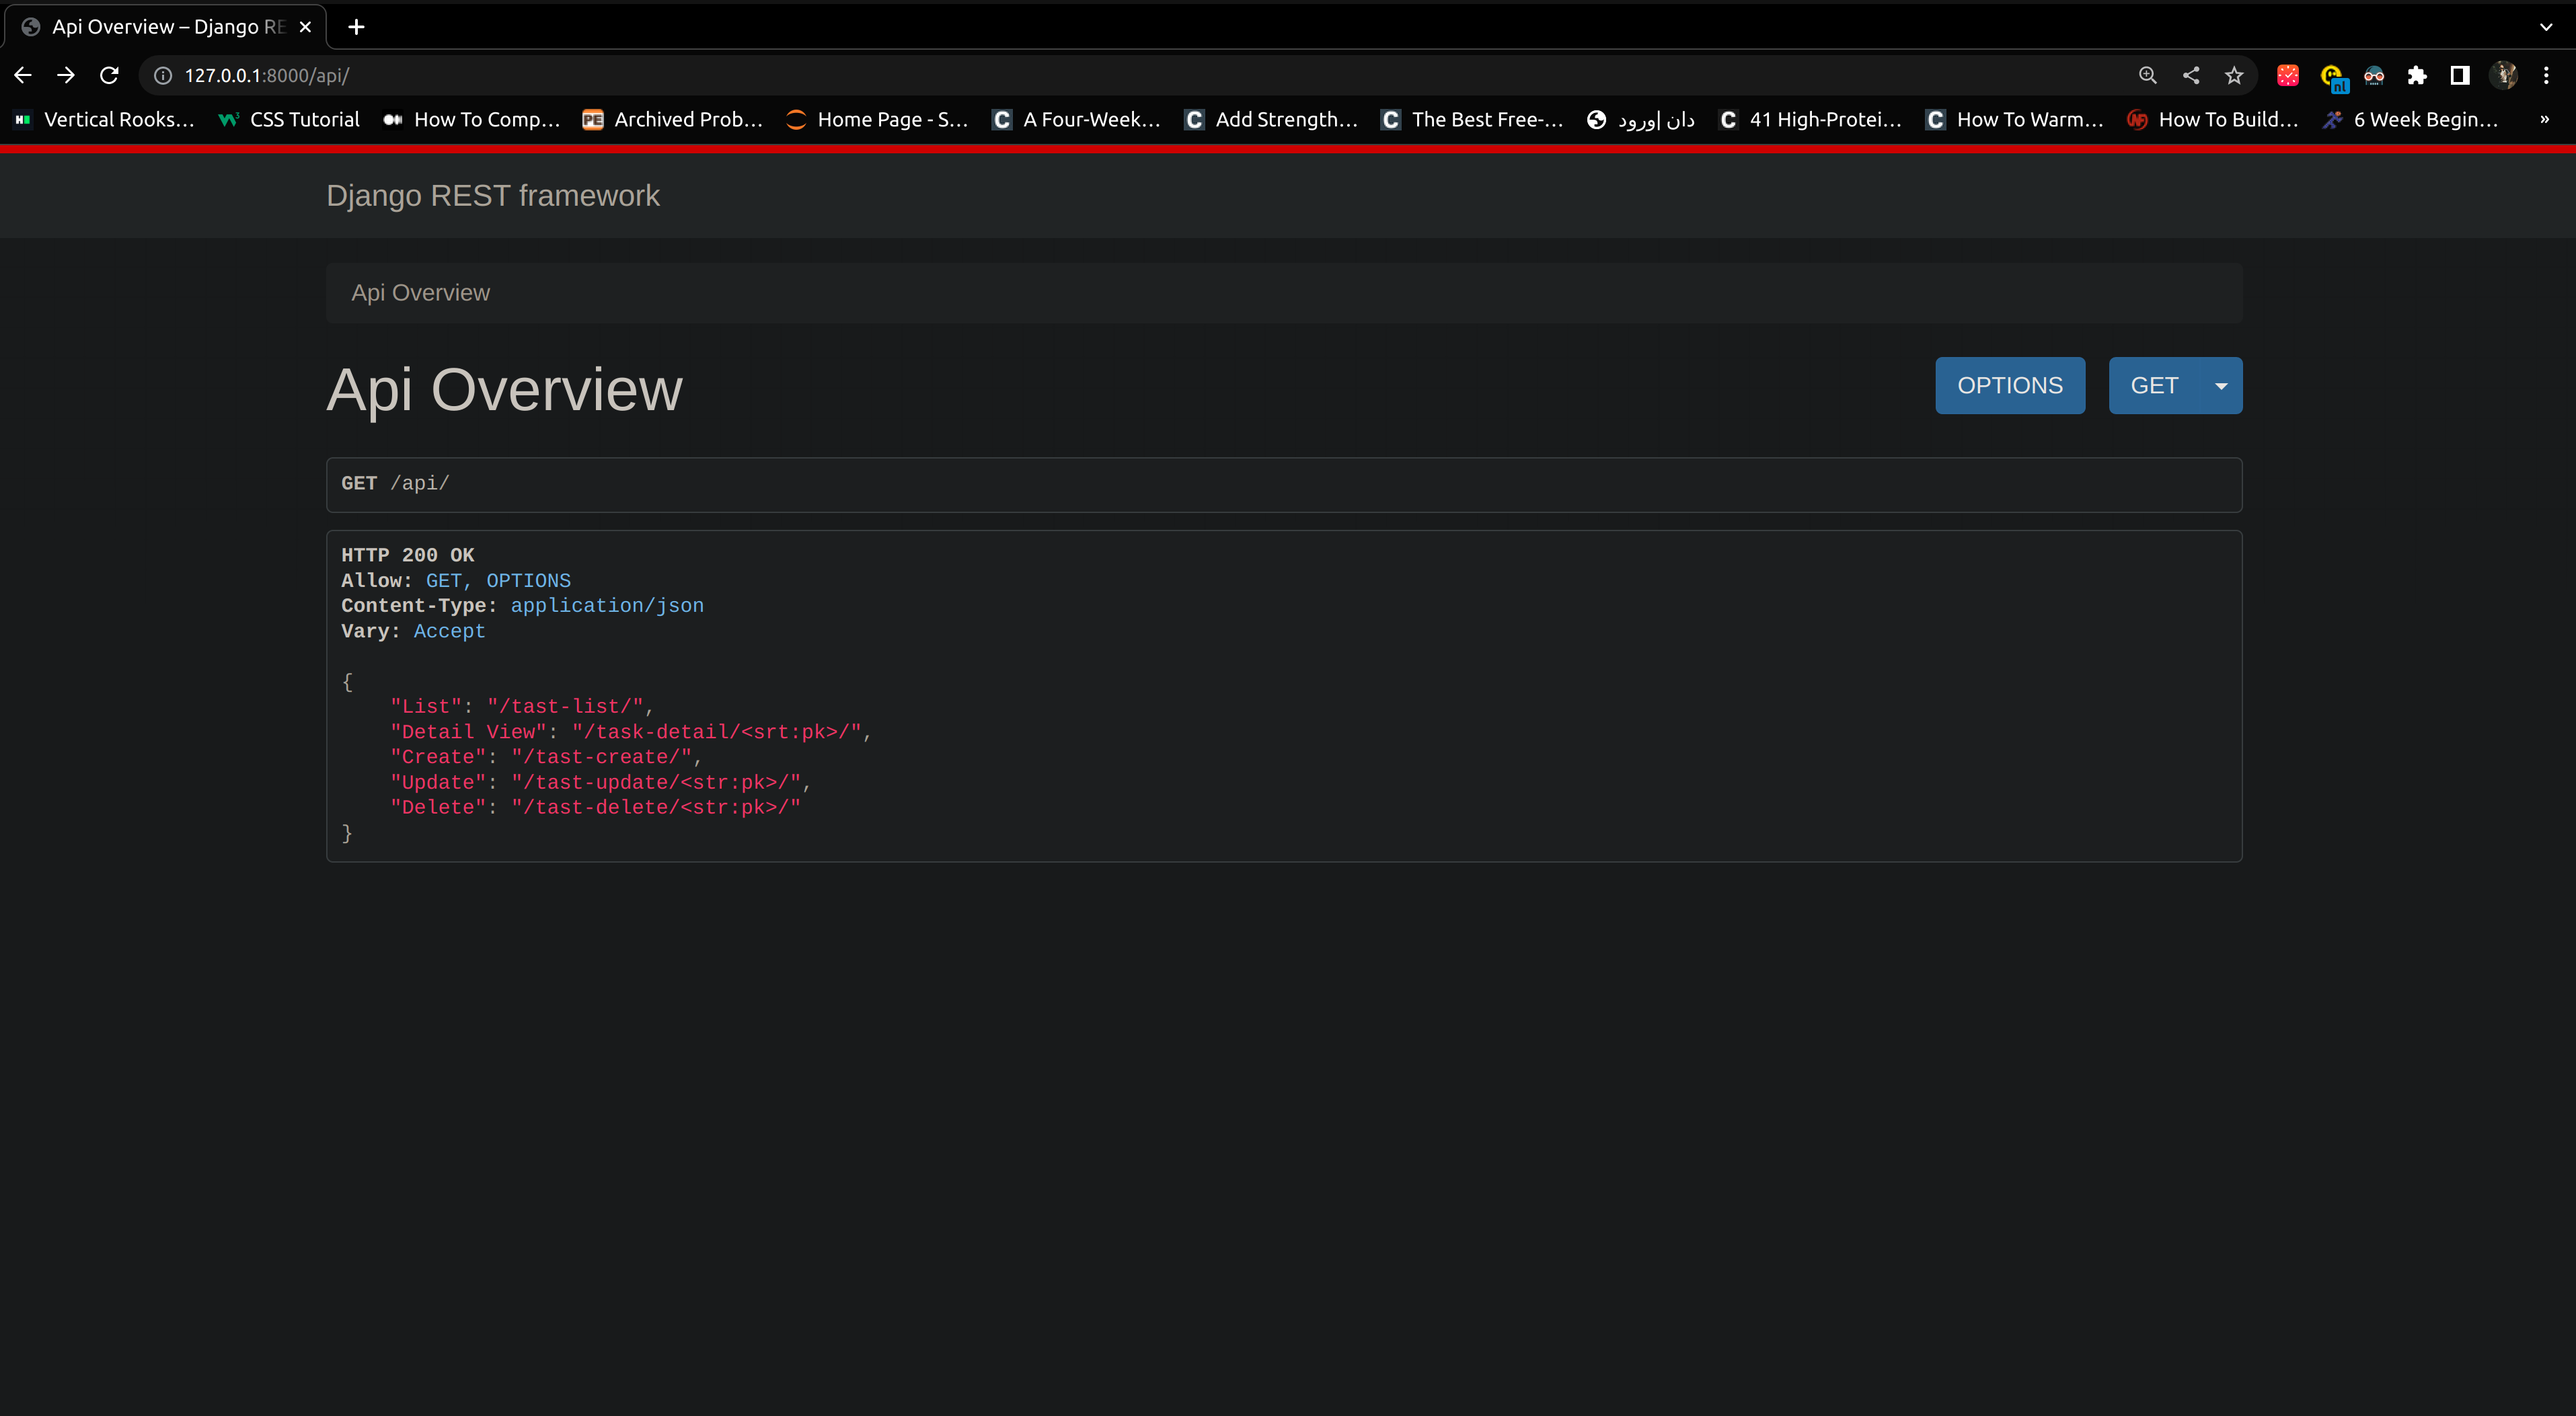 Api Overview – Django RE
127.0.0.1:8000/api/
Vertical Rooks...
CSS Tutorial
How To Comp...
PE
Archived Prob...
Home Page - S...
C
A Four-Week...
C
Add Strength...
C
The Best Free-...
دان |ورود
C
41 High-Protei...
C
How To Warm...
How To Build...
6 Week Begin...
»
nl
Django REST framework
Api Overview
Api Overview
OPTIONS
GET
GET /api/
HTTP 200 OK
Allow: GET, OPTIONS
Content-Type: application/json
Vary: Accept
{
    "List": "/tast-list/",
    "Detail View": "/task-detail/<srt:pk>/",
    "Create": "/tast-create/",
    "Update": "/tast-update/<str:pk>/",
    "Delete": "/tast-delete/<str:pk>/"
}